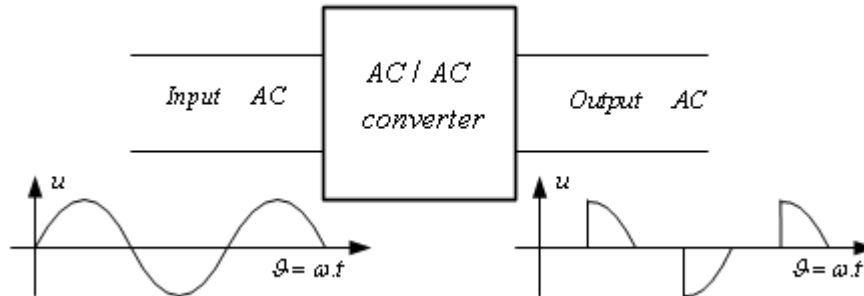 AC / AC
converter
Input AC
Output AC
u
ϑ = ω.t
u
ϑ = ω.t